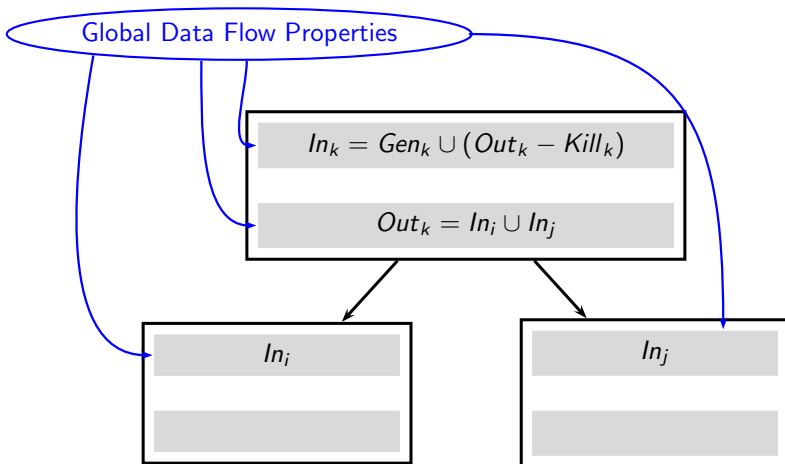 Global Data Flow Properties
Inₖ = Genₖ ∪ (Outₖ − Killₖ)
Outₖ = Inᵢ ∪ Inⱼ
Inᵢ
Inⱼ